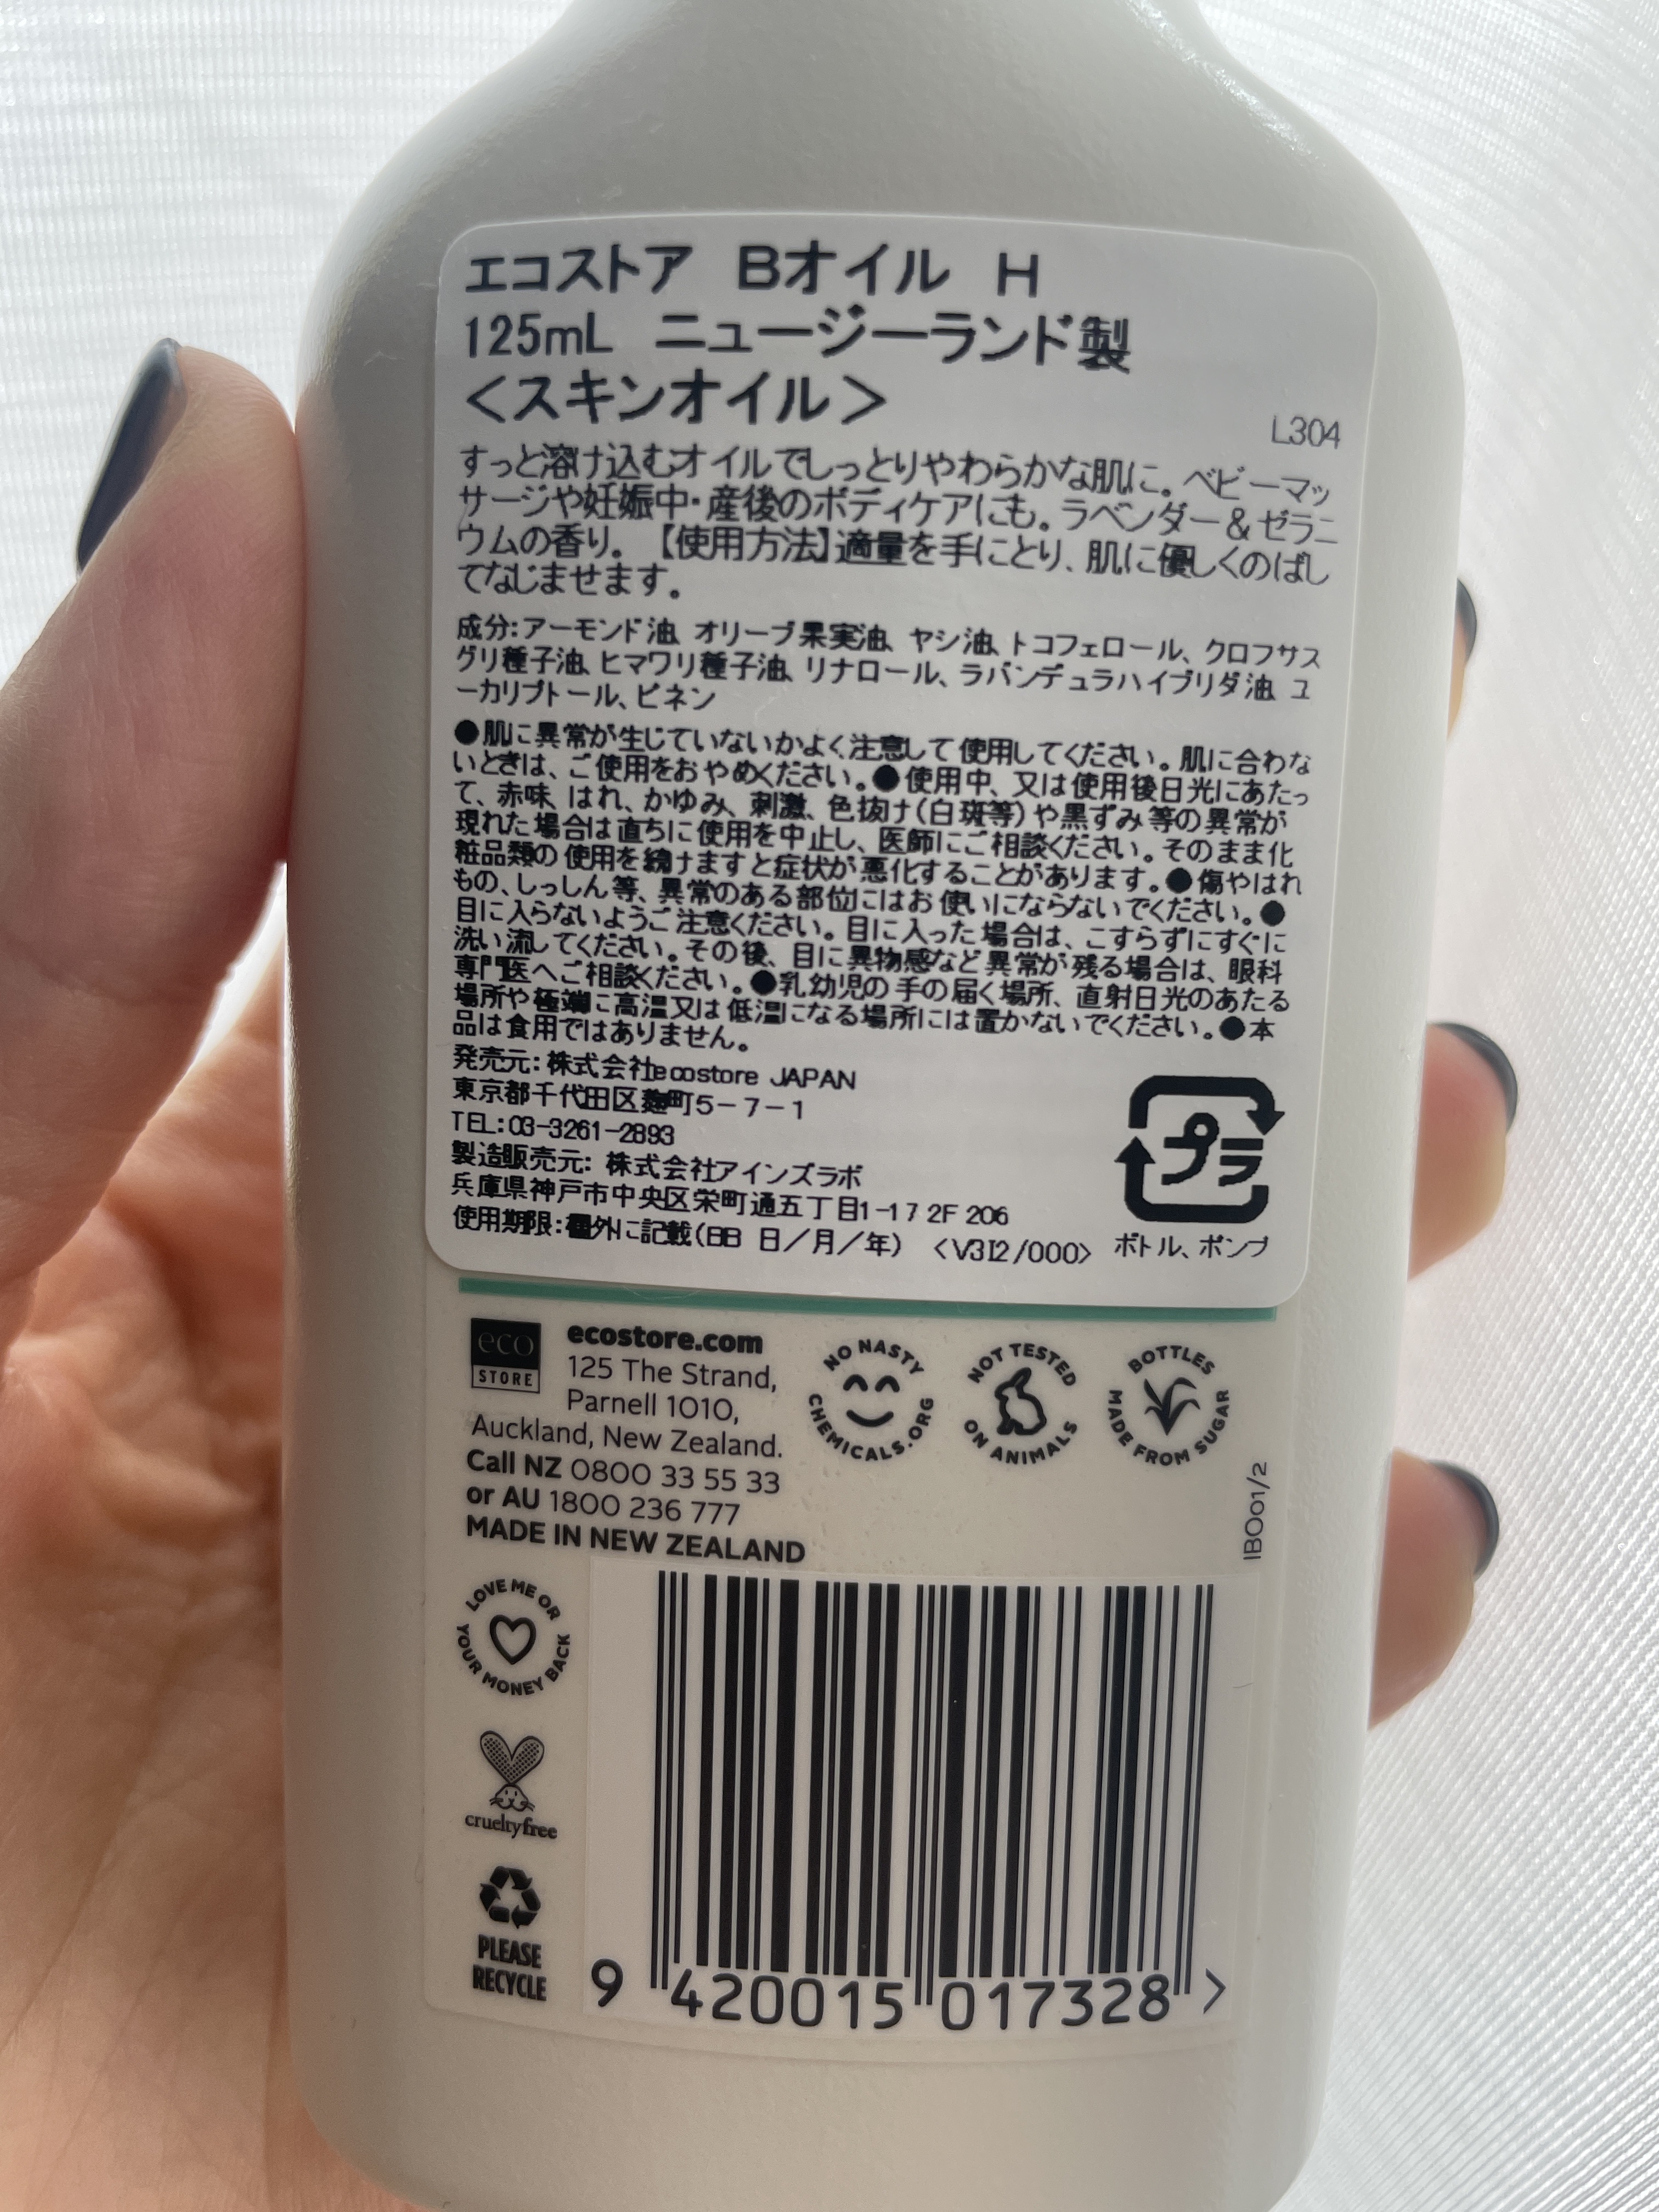 エコストア Bオイル H
125mL ニュージーランド製
<スキンオイル>
L304
すっと溶け込むオイルでしっとりやわらかな肌に。ベビーマッ
サージや妊娠中・産後のボディケアにも。ラベンダー&ゼラニ
ウムの香り。【使用方法】適量を手にとり、肌に優しくのばし
てなじませます。
成分:アーモンド油、オリーブ果実油、ヤシ油、トコフェロール、クロフサス
グリ種子油、ヒマワリ種子油、リナロール、ラバンデュラハイブリダ油、ユ
ーカリプトール、ピネン
●肌に異常が生じていないかよく注意して使用してください。肌に合わな
いときは、ご使用をおやめください。●使用中、又は使用後日光にあたっ
て、赤味、はれ、かゆみ、刺激、色抜け(白斑等)や黒ずみ等の異常が
現れた場合は直ちに使用を中止し、医師にご相談ください。そのまま化
粧品類の使用を続けますと症状が悪化することがあります。●傷やはれ
もの、しっしん等、異常のある部位にはお使いにならないでください。●
目に入らないようご注意ください。目に入った場合は、こすらずにすぐに
洗い流してください。その後、目に異物感など異常が残る場合は、眼科
専門医へご相談ください。●乳幼児の手の届く場所、直射日光のあたる
場所や極端に高温又は低温になる場所には置かないでください。●本
品は食用ではありません。
発売元:株式会社ecostore JAPAN
東京都千代田区麹町5-7-1
TEL:03-3261-2893
製造販売元: 株式会社アインズラボ
兵庫県神戸市中央区栄町通五丁目1-17 2F 206
使用期限:欄外に記載(BB 日/月/年) <V312/000>
プラ
ボトル、ポンプ
eco
STORE
ecostore.com
125 The Strand,
Parnell 1010,
Auckland, New Zealand.
Call NZ 0800 33 55 33
or AU 1800 236 777
MADE IN NEW ZEALAND
NO NASTY CHEMICALS.ORG
NOT TESTED ON ANIMALS
BOTTLES MADE FROM SUGAR
IBO01/2
LOVE ME OR YOUR MONEY BACK
crueltyfree
PLEASE
RECYCLE
9 420015 017328 >